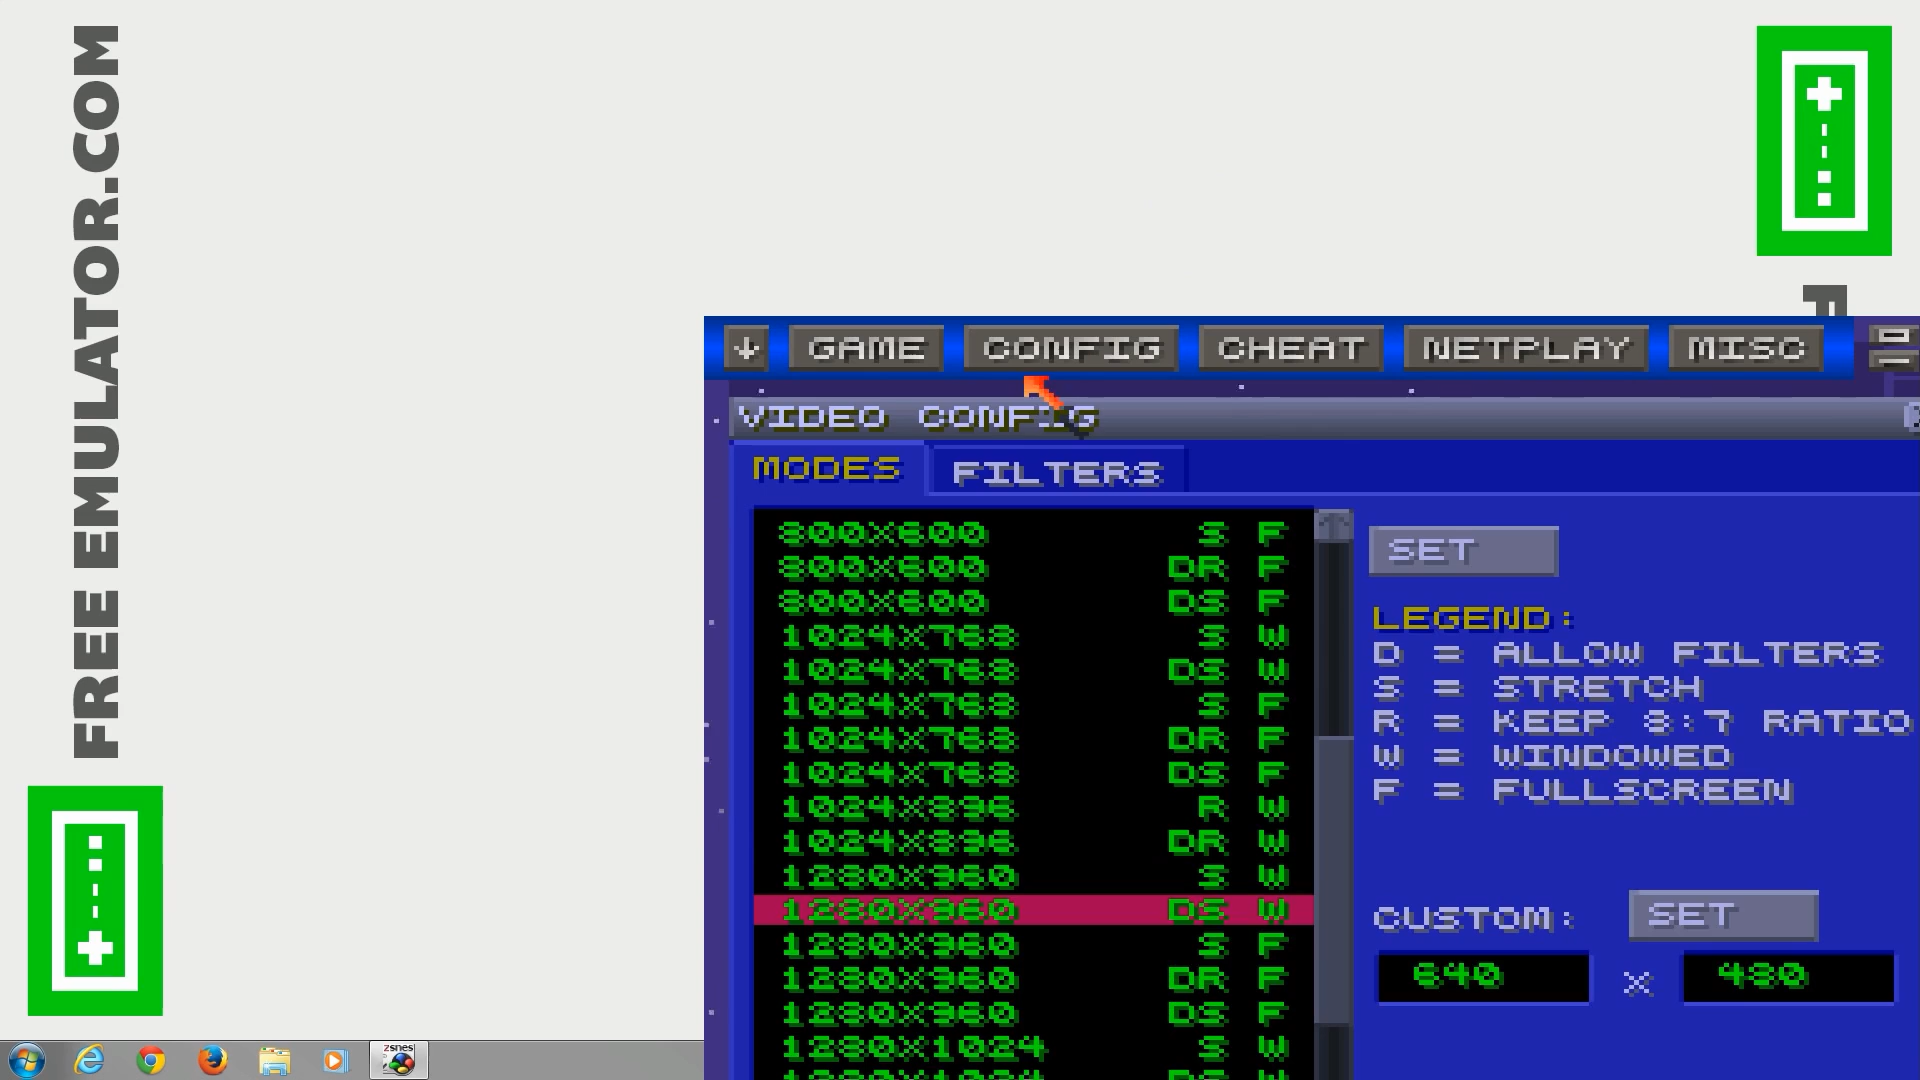 FREE EMULATOR.COM
F
GAME CONFIG CHEAT NETPLAY MISC
VIDEO CONFIG
MODES FILTERS
800X600 S F
800X600 DR F
800X600 DS F
1024X768 S W
1024X768 DS W
1024X768 S F
1024X768 DR F
1024X768 DS F
1024X896 R W
1024X896 DR W
1280X960 S W
1280X960 DS W
1280X960 S F
1280X960 DR F
1280X960 DS F
1280X1024 S W
1280X1024 DS W
SET
LEGEND:
D = ALLOW FILTERS
S = STRETCH
R = KEEP 8:7 RATIO
W = WINDOWED
F = FULLSCREEN
CUSTOM: SET
640 X 480
zsnes